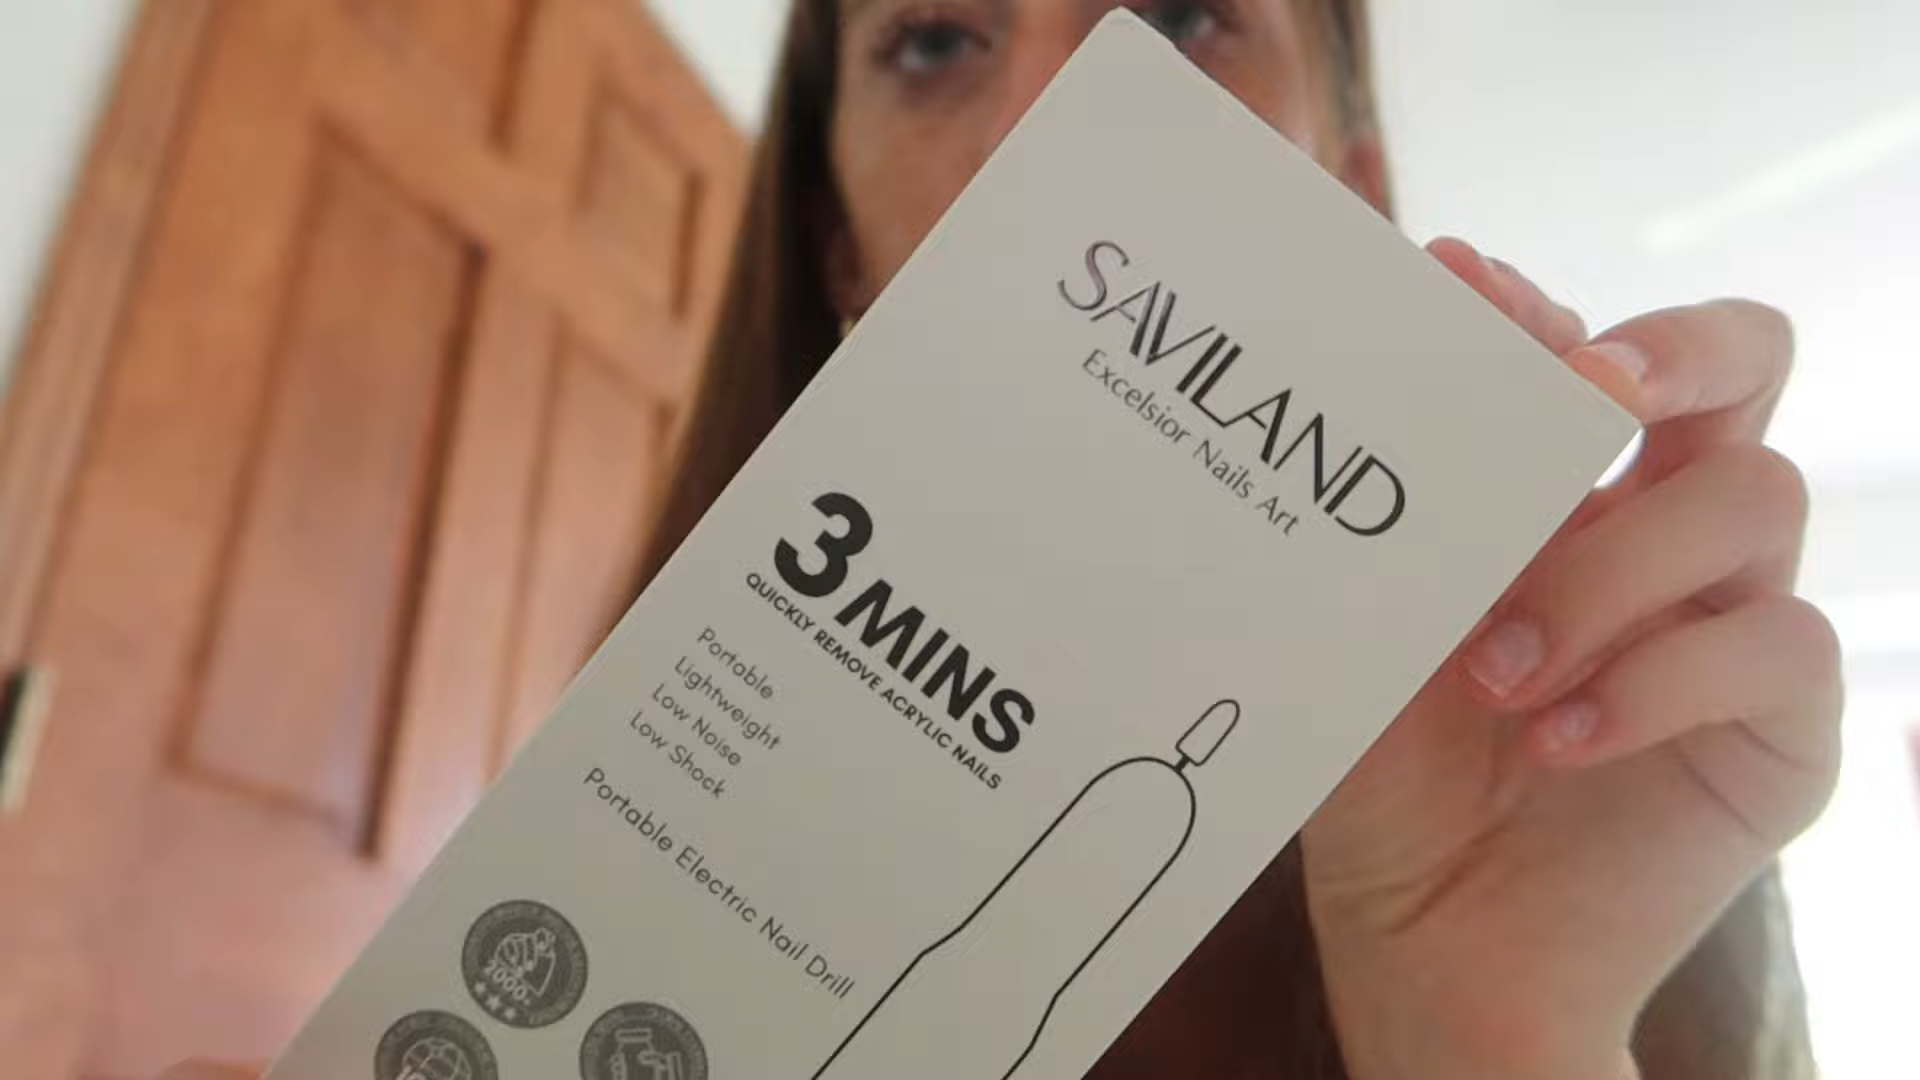 SAVILAND
Excelsior Nails Art
3 MINS
QUICKLY REMOVE ACRYLIC NAILS
Portable
Lightweight
Low Noise
Low Shock
Portable Electric Nail Drill
2000+